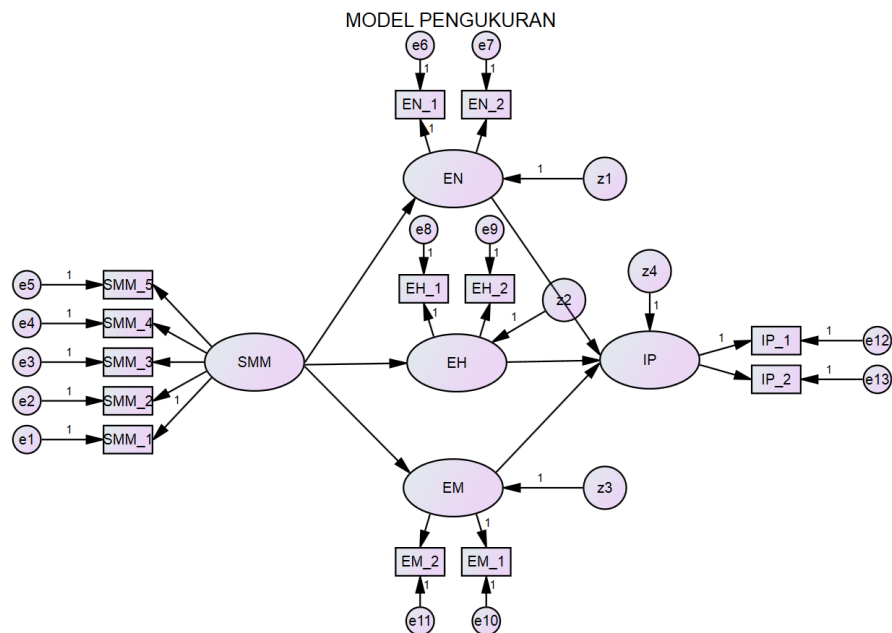 MODEL PENGUKURAN
e6 e7
1 1
EN_1 EN_2
1
EN 1 z1
e8 e9
1 1
z4
EH_1 EH_2
z2
1 1
1
e5 1 SMM_5
e4 1 SMM_4
e3 1 SMM_3
e2 1 SMM_2
e1 1 SMM_1
1
SMM
EH
IP
1 IP_1 1 e12
IP_2 1 e13
EM 1 z3
1
EM_2 EM_1
1 1
e11 e10